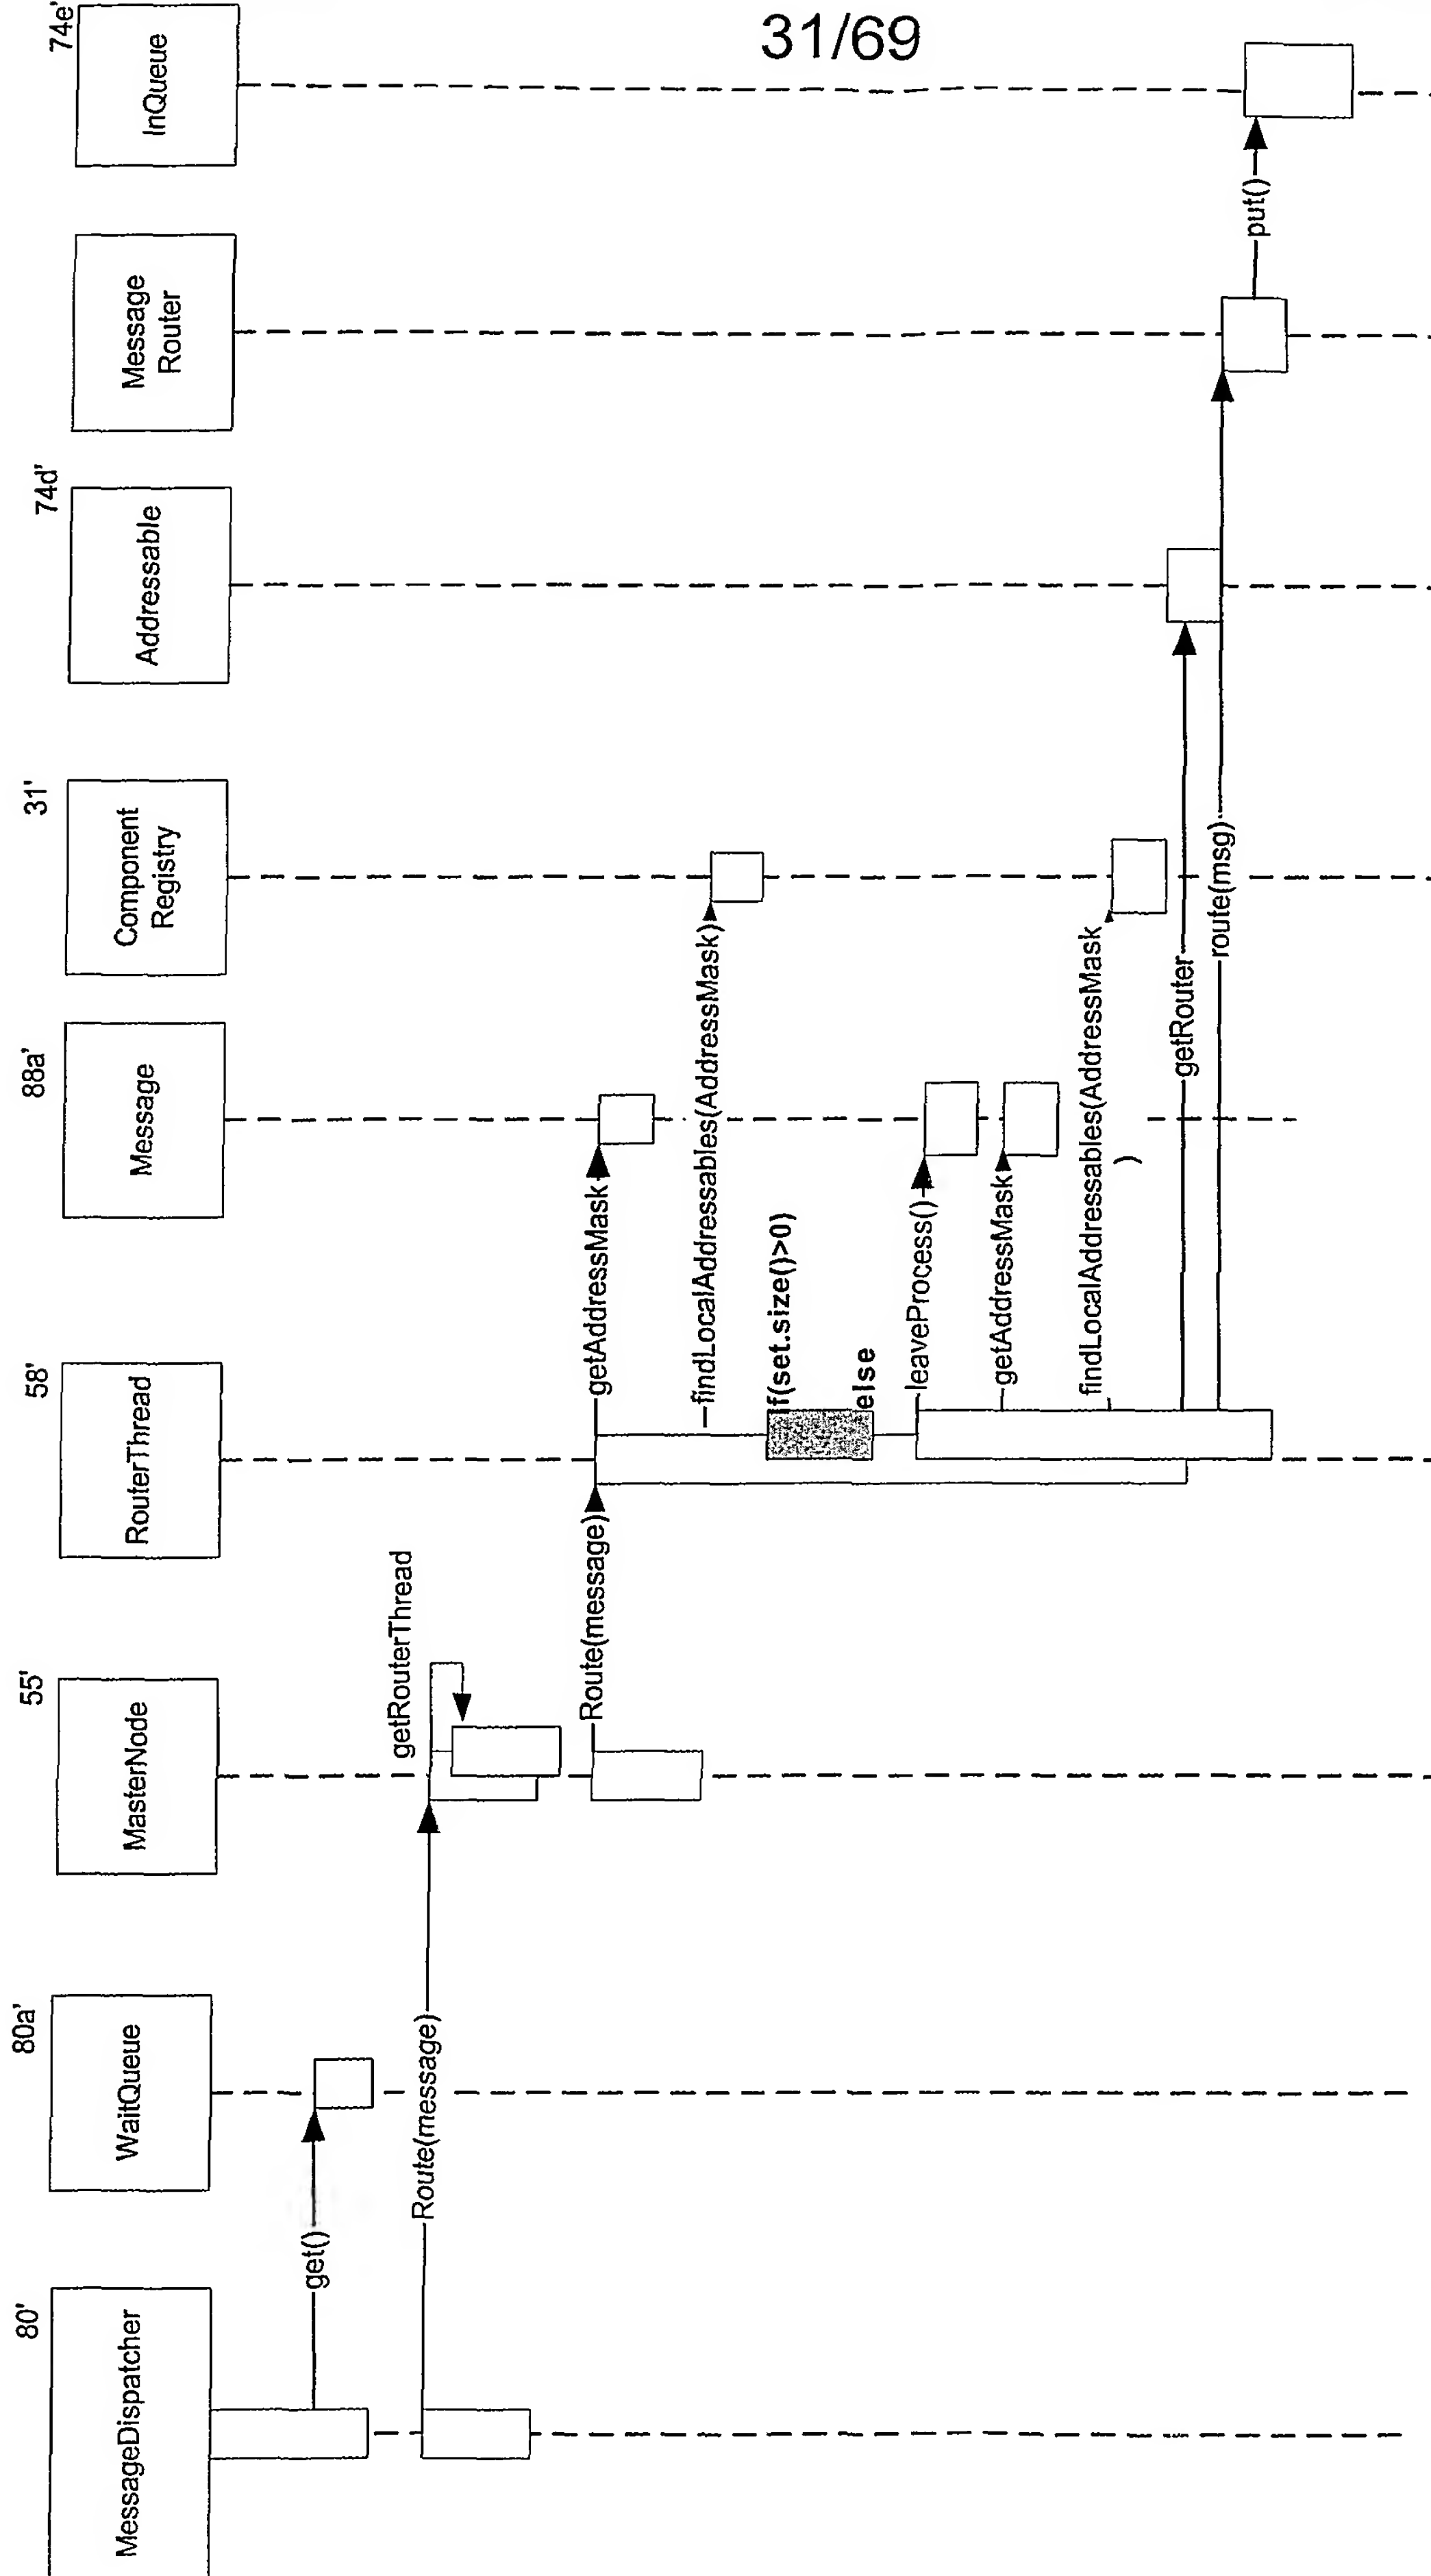 31/69
80'
MessageDispatcher
80a'
WaitQueue
55'
MasterNode
58'
RouterThread
88a'
Message
31'
Component
Registry
74d'
Addressable
Message
Router
74e'
InQueue
get()
Route(message)
getRouterThread
Route(message)
getAddressMask
findLocalAddressables(AddressMask)
if(set.size()>0)
else
leaveProcess()
getAddressMask
findLocalAddressables(AddressMask
)
getRouter
route(msg)
put()